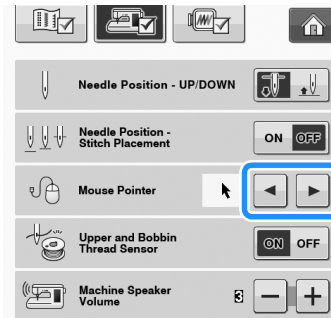 Needle Position - UP/DOWN
Needle Position -
Stitch Placement
ON OFF
Mouse Pointer
Upper and Bobbin
Thread Sensor
ON OFF
Machine Speaker
Volume
3